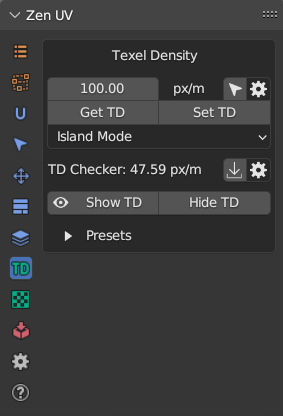 Zen UV
Texel Density
100.00 px/m
Get TD Set TD
Island Mode
TD Checker: 47.59 px/m
Show TD Hide TD
TD
Presets